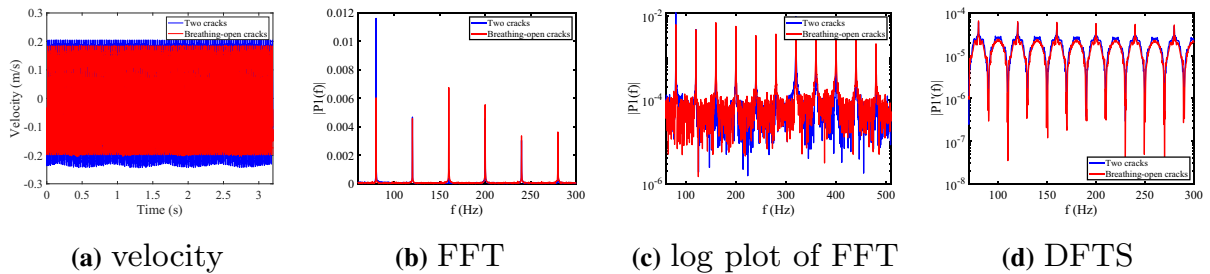 0.3
0.2
0.1
0
-0.1
-0.2
-0.3
Velocity (m/s)
0 0.5 1 1.5 2 2.5 3
Time (s)
Two cracks
Breathing-open cracks
(a) velocity
0.012
0.01
0.008
0.006
0.004
0.002
0
|P1(f)|
100 150 200 250 300
f (Hz)
Two cracks
Breathing-open cracks
(b) FFT
10-2
10-4
10-6
|P1(f)|
100 200 300 400 500
f (Hz)
Two cracks
Breathing-open cracks
(c) log plot of FFT
10-4
10-5
10-6
10-7
10-8
|P1'(f)|
100 200 300
f (Hz)
Two cracks
Breathing-open cracks
(d) DFTS